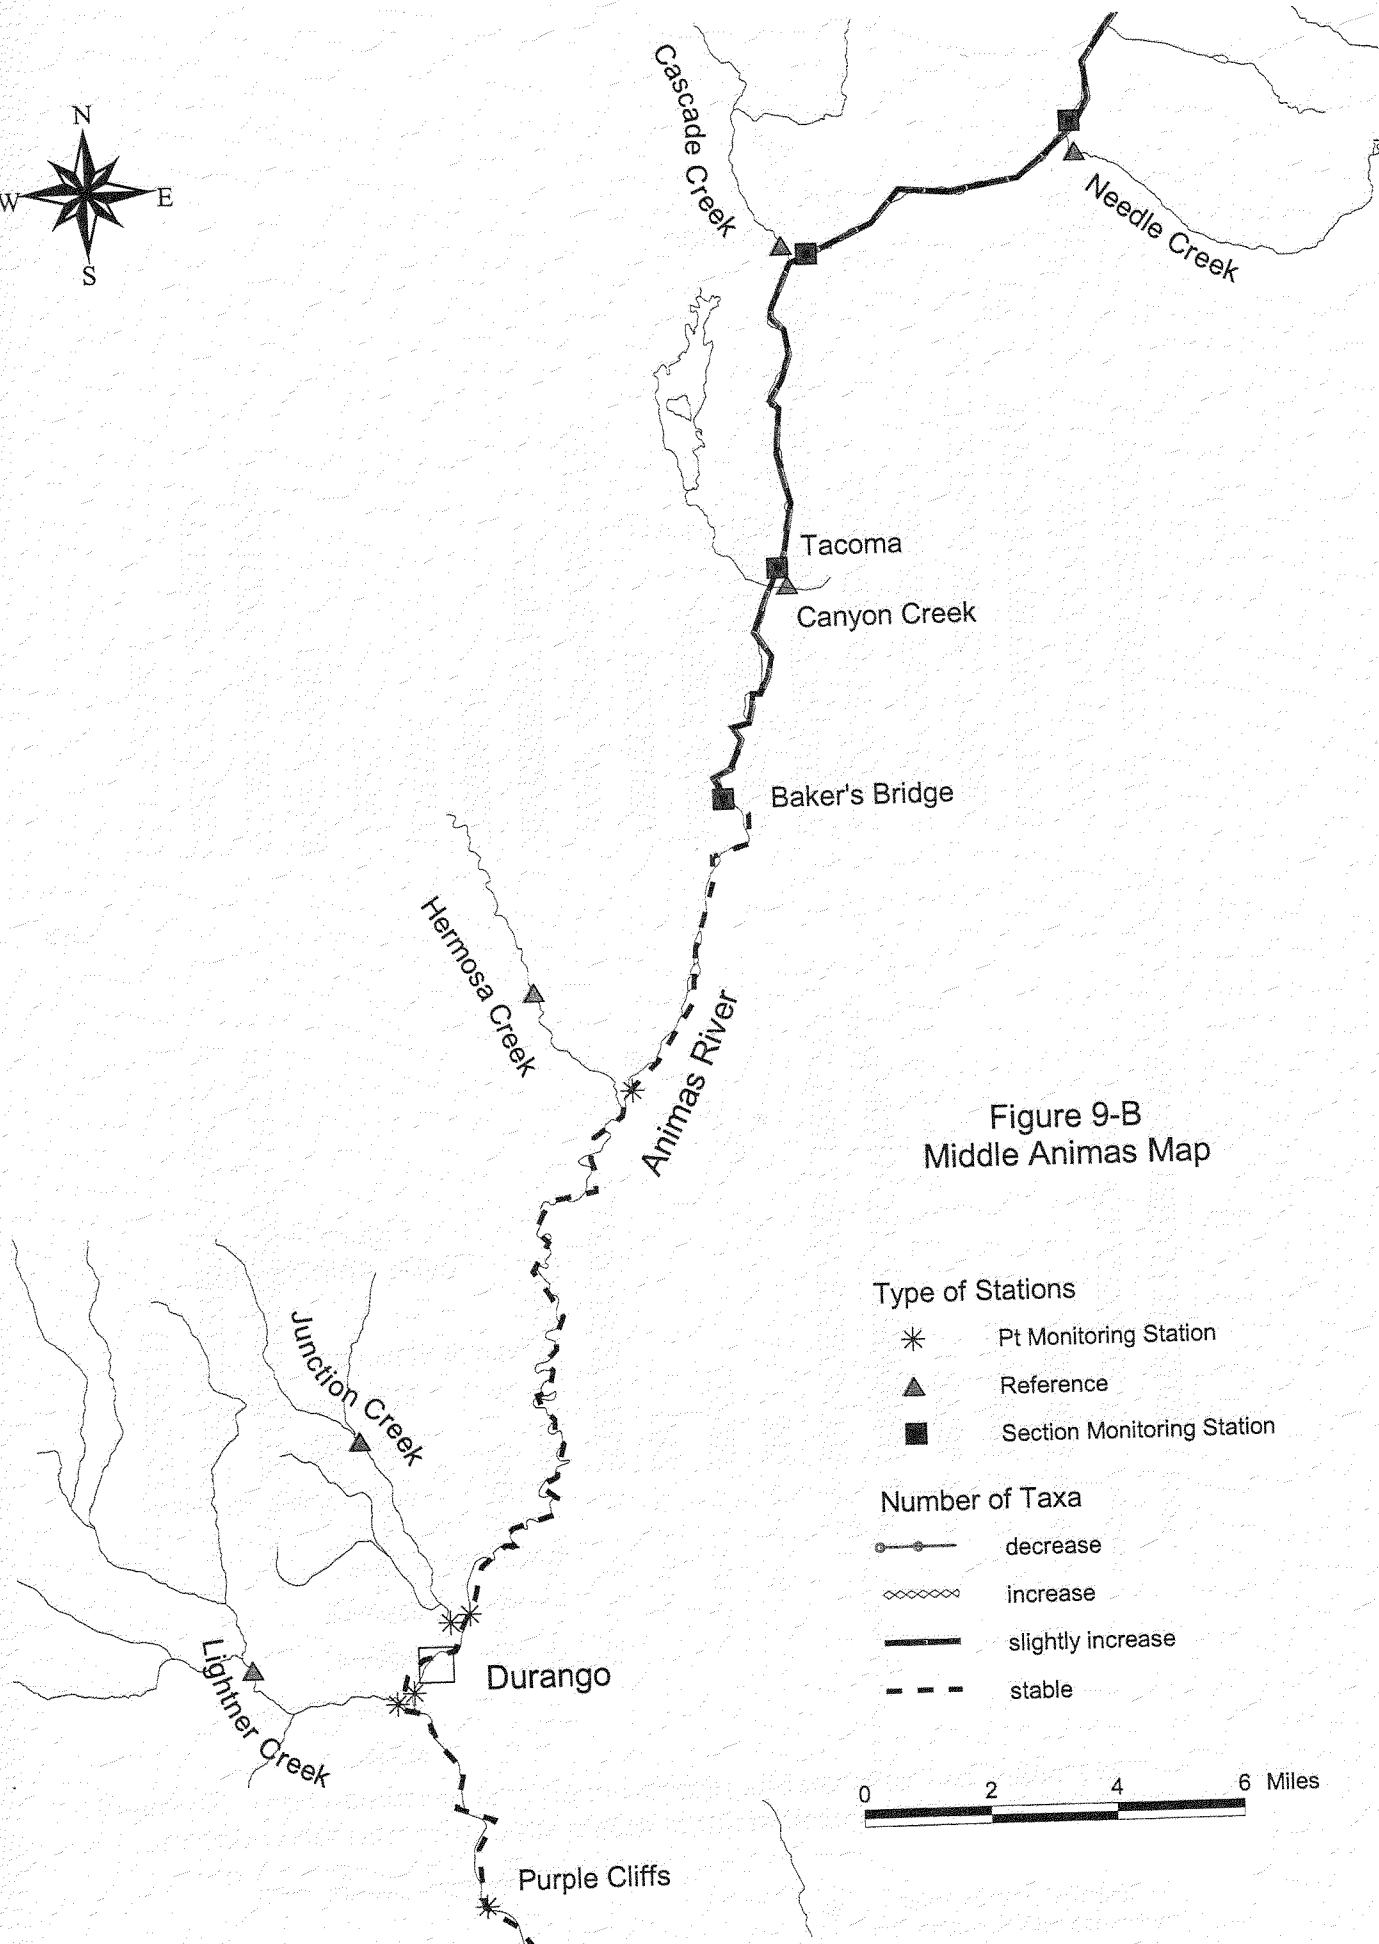 N
W
E
S
Cascade Creek
Needle Creek
Tacoma
Canyon Creek
Baker's Bridge
Hermosa Creek
Animas River
Figure 9-B
Middle Animas Map
Junction Creek
Type of Stations
Pt Monitoring Station
Reference
Section Monitoring Station
Number of Taxa
decrease
increase
slightly increase
stable
Durango
Lightner Creek
0 2 4 6 Miles
Purple Cliffs